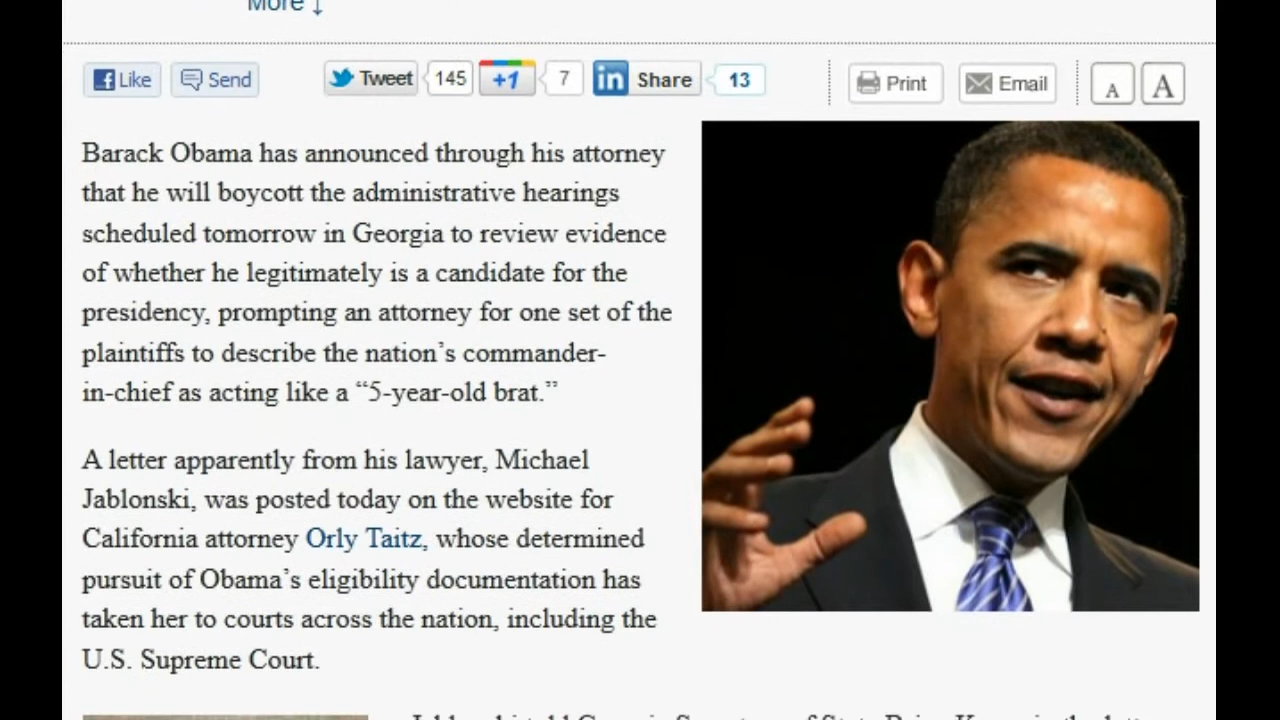 More ↓
Like Send Tweet 145 +1 7 in Share 13 Print Email A A
Barack Obama has announced through his attorney
that he will boycott the administrative hearings
scheduled tomorrow in Georgia to review evidence
of whether he legitimately is a candidate for the
presidency, prompting an attorney for one set of the
plaintiffs to describe the nation’s commander-
in-chief as acting like a “5-year-old brat.”
A letter apparently from his lawyer, Michael
Jablonski, was posted today on the website for
California attorney Orly Taitz, whose determined
pursuit of Obama’s eligibility documentation has
taken her to courts across the nation, including the
U.S. Supreme Court.